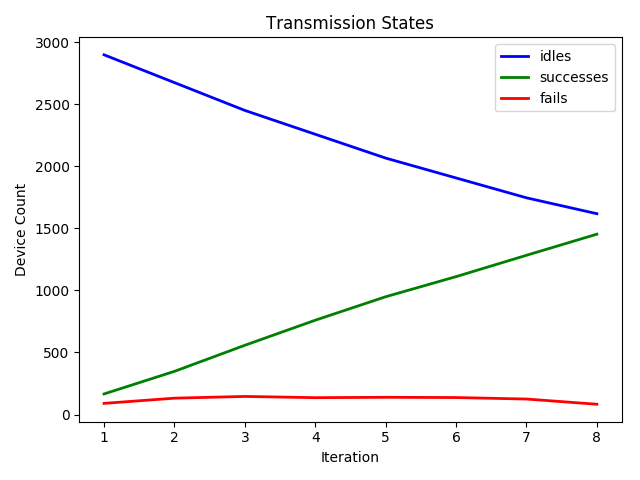 Transmission States
3000
2500
2000
1500
1000
500
0
Device Count
idles
successes
fails
1 2 3 4 5 6 7 8
Iteration